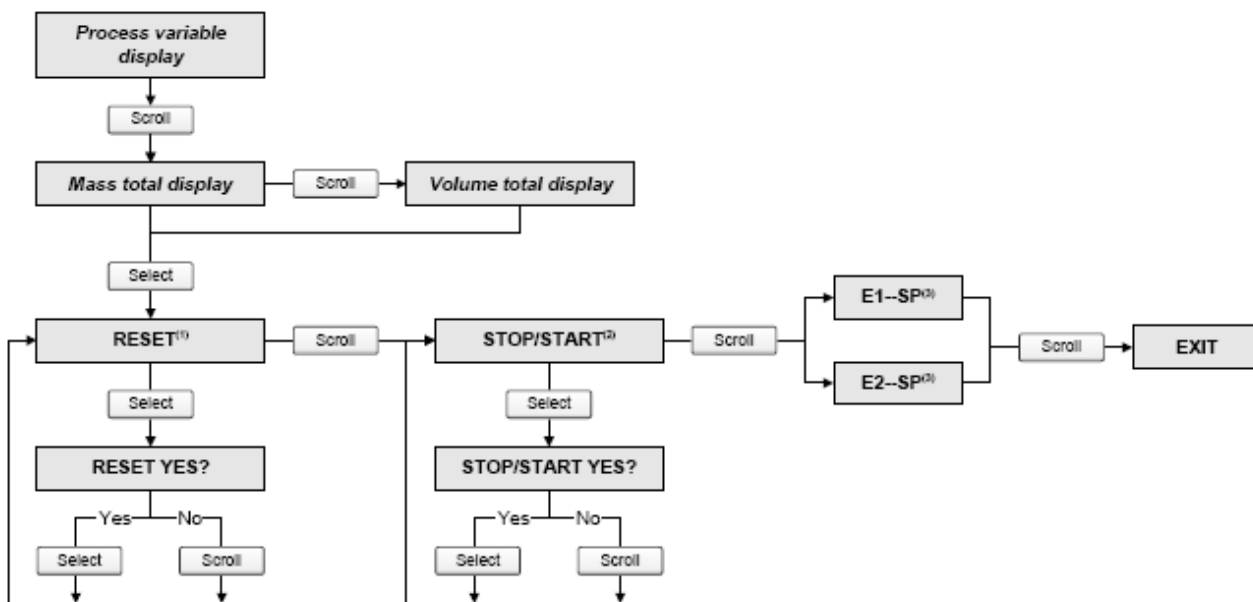 Process variable
display
Scroll
Mass total display
Scroll
Volume total display
Select
RESET(1)
Scroll
STOP/START(2)
Scroll
E1--SP(3)
E2--SP(3)
Scroll
EXIT
Select
Select
RESET YES?
STOP/START YES?
Yes
No
Yes
No
Select
Scroll
Select
Scroll